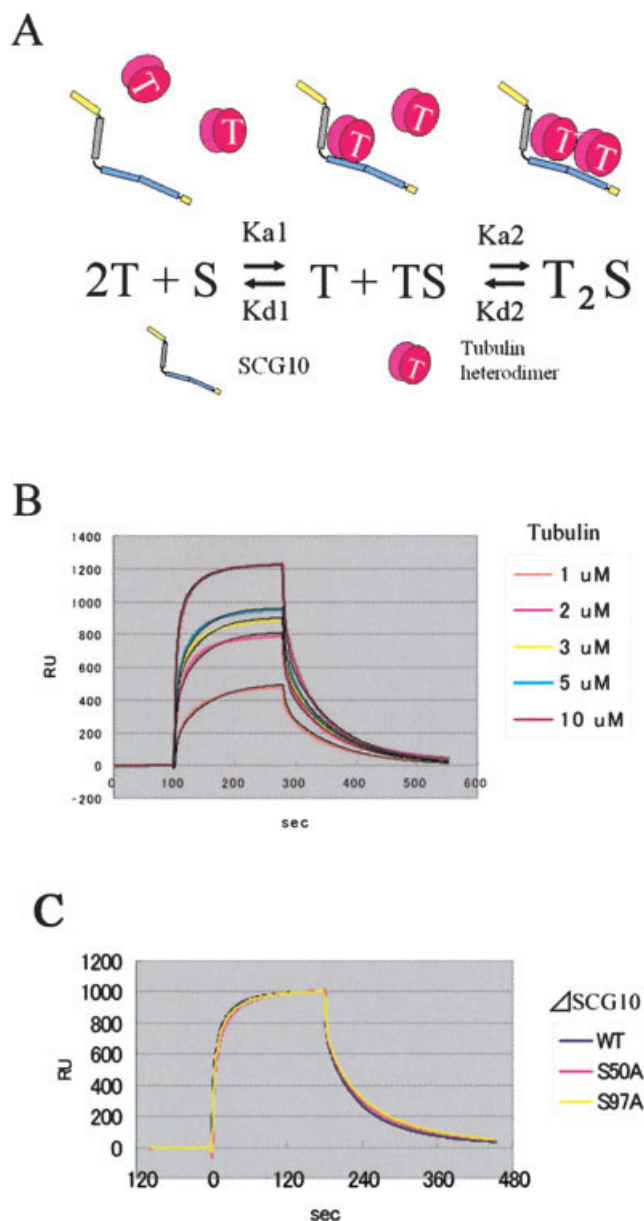 A
T
T
T
T
T
T
Ka1
Ka2
2T + S
T + TS
T2S
Kd1
Kd2
SCG10
T
Tubulin
heterodimer
B
Tubulin
1400
1200
1000
800
600
400
200
0
-200
RU
0
100
200
300
400
500
600
sec
1 uM
2 uM
3 uM
5 uM
10 uM
C
1200
1000
800
600
400
200
0
RU
120
0
120
240
360
480
sec
⊿SCG10
WT
S50A
S97A